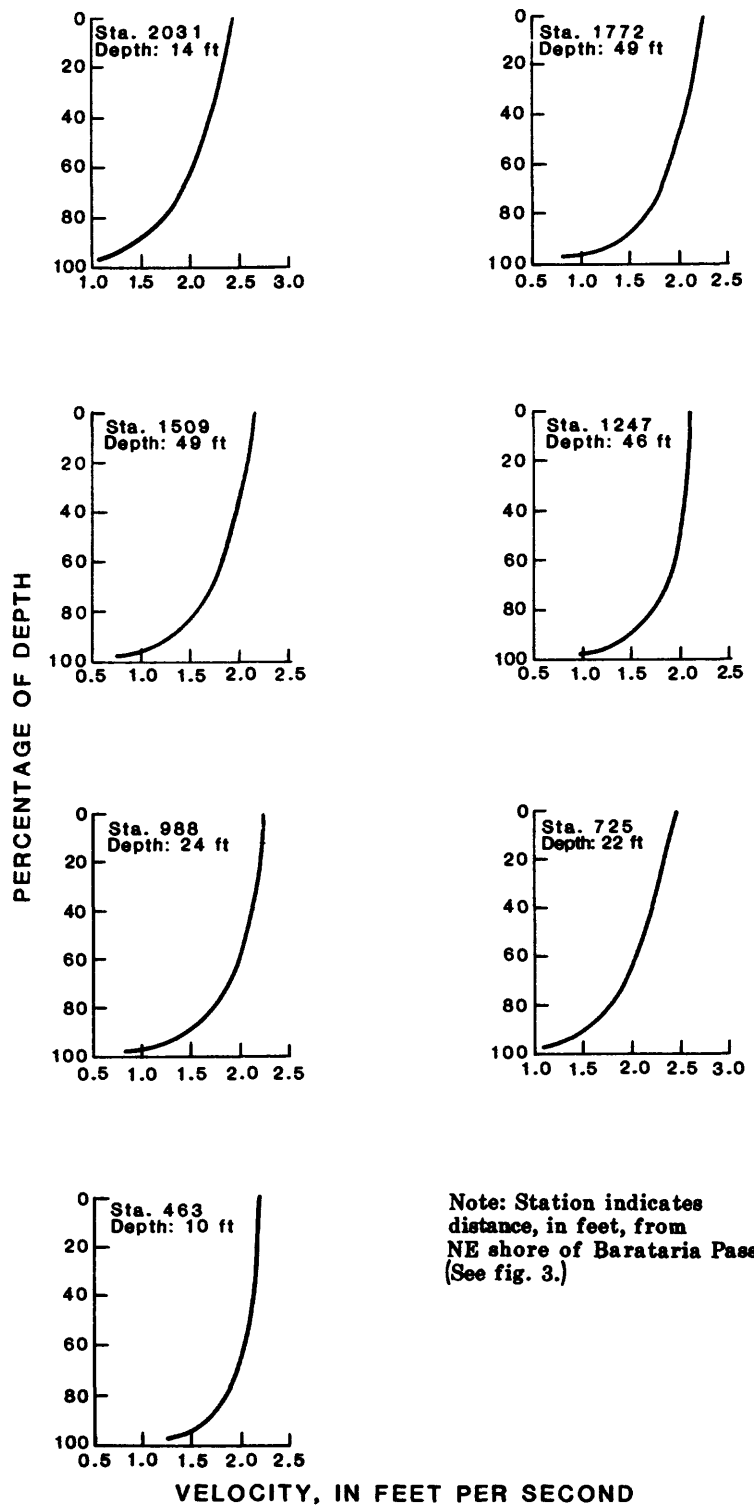 Sta. 2031
Depth: 14 ft
0
20
40
60
80
100
1.0 1.5 2.0 2.5 3.0
Sta. 1772
Depth: 49 ft
0
20
40
60
80
100
0.5 1.0 1.5 2.0 2.5
Sta. 1509
Depth: 49 ft
0
20
40
60
80
100
0.5 1.0 1.5 2.0 2.5
Sta. 1247
Depth: 46 ft
0
20
40
60
80
100
0.5 1.0 1.5 2.0 2.5
PERCENTAGE OF DEPTH
Sta. 988
Depth: 24 ft
0
20
40
60
80
100
0.5 1.0 1.5 2.0 2.5
Sta. 725
Depth: 22 ft
0
20
40
60
80
100
1.0 1.5 2.0 2.5 3.0
Sta. 463
Depth: 10 ft
0
20
40
60
80
100
0.5 1.0 1.5 2.0 2.5
Note: Station indicates
distance, in feet, from
NE shore of Barataria Pass
(See fig. 3.)
VELOCITY, IN FEET PER SECOND